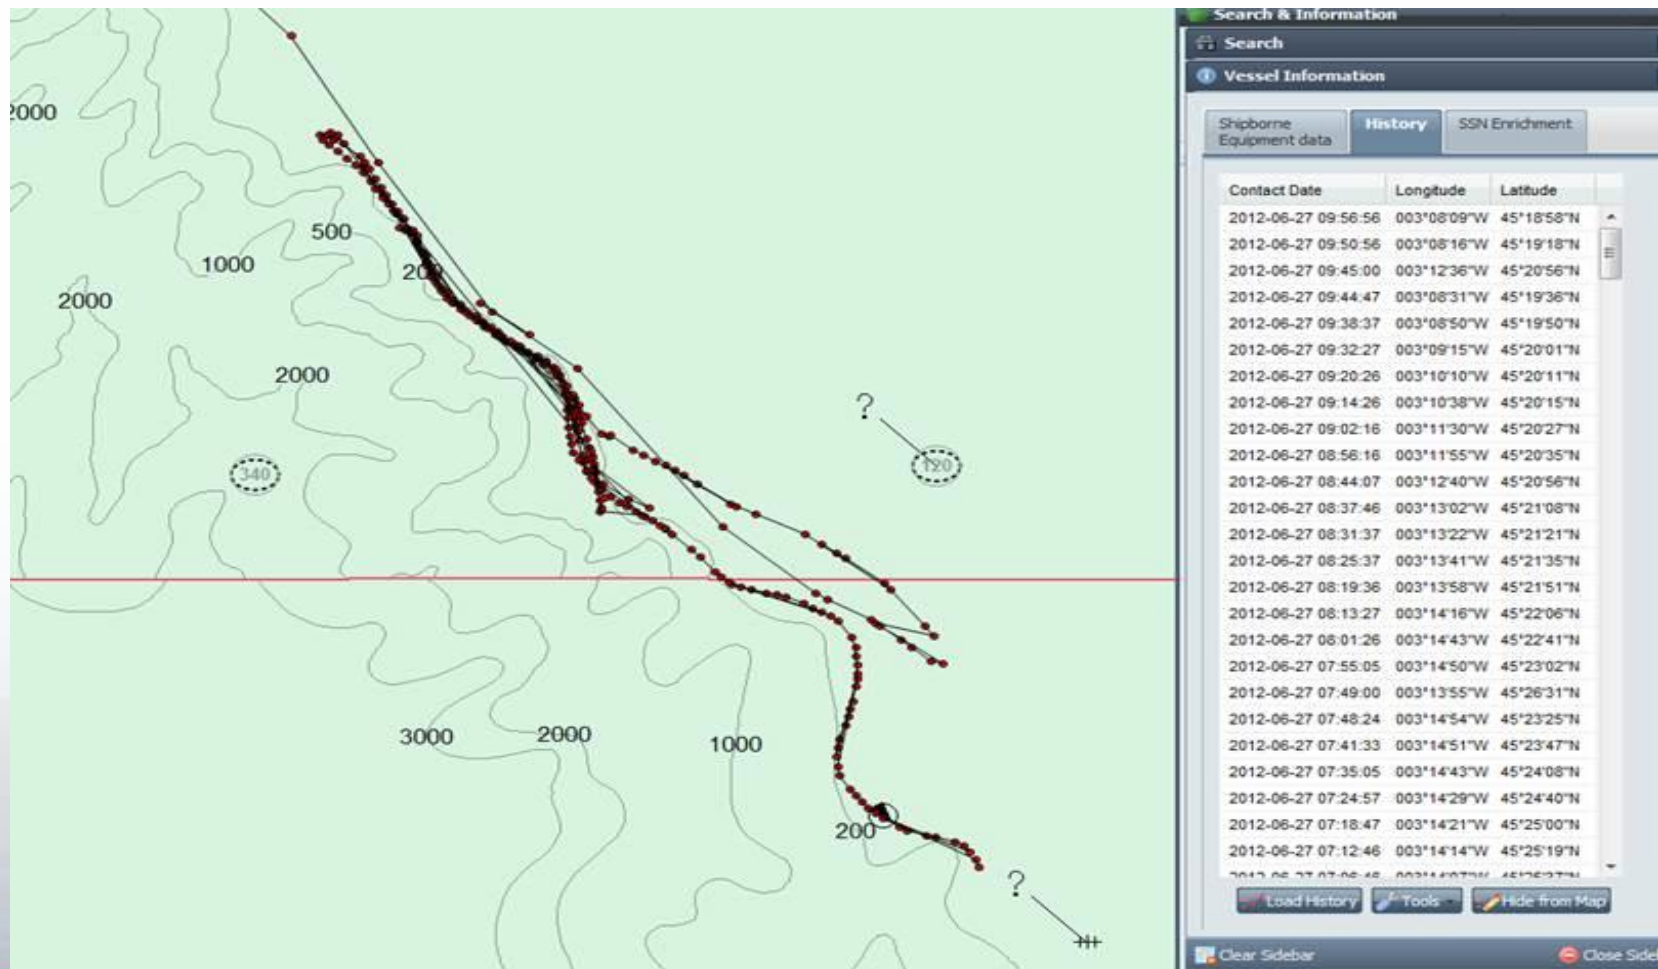 2000
500
1000
200
2000
2000
?
340
120
3000
2000
1000
200
?
Search & Information
Search
Vessel Information
Shipborne Equipment data
History
SSN Enrichment
Contact Date Longitude Latitude
2012-06-27 09:56:56 003°08'09"W 45°18'58"N
2012-06-27 09:50:56 003°08'16"W 45°19'18"N
2012-06-27 09:45:00 003°12'36"W 45°20'56"N
2012-06-27 09:44:47 003°08'31"W 45°19'36"N
2012-06-27 09:38:37 003°08'50"W 45°19'50"N
2012-06-27 09:32:27 003°09'15"W 45°20'01"N
2012-06-27 09:20:26 003°10'10"W 45°20'11"N
2012-06-27 09:14:26 003°10'38"W 45°20'15"N
2012-06-27 09:02:16 003°11'30"W 45°20'27"N
2012-06-27 08:56:16 003°11'55"W 45°20'35"N
2012-06-27 08:44:07 003°12'40"W 45°20'56"N
2012-06-27 08:37:46 003°13'02"W 45°21'08"N
2012-06-27 08:31:37 003°13'22"W 45°21'21"N
2012-06-27 08:25:37 003°13'41"W 45°21'35"N
2012-06-27 08:19:36 003°13'58"W 45°21'51"N
2012-06-27 08:13:27 003°14'16"W 45°22'06"N
2012-06-27 08:01:26 003°14'43"W 45°22'41"N
2012-06-27 07:55:05 003°14'50"W 45°23'02"N
2012-06-27 07:49:00 003°13'55"W 45°26'31"N
2012-06-27 07:48:24 003°14'54"W 45°23'25"N
2012-06-27 07:41:33 003°14'51"W 45°23'47"N
2012-06-27 07:35:05 003°14'43"W 45°24'08"N
2012-06-27 07:24:57 003°14'29"W 45°24'40"N
2012-06-27 07:18:47 003°14'21"W 45°25'00"N
2012-06-27 07:12:46 003°14'14"W 45°25'19"N
Load History Tools Hide from Map
Clear Sidebar Close